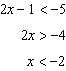 2x − 1 < −5
2x > −4
x < −2